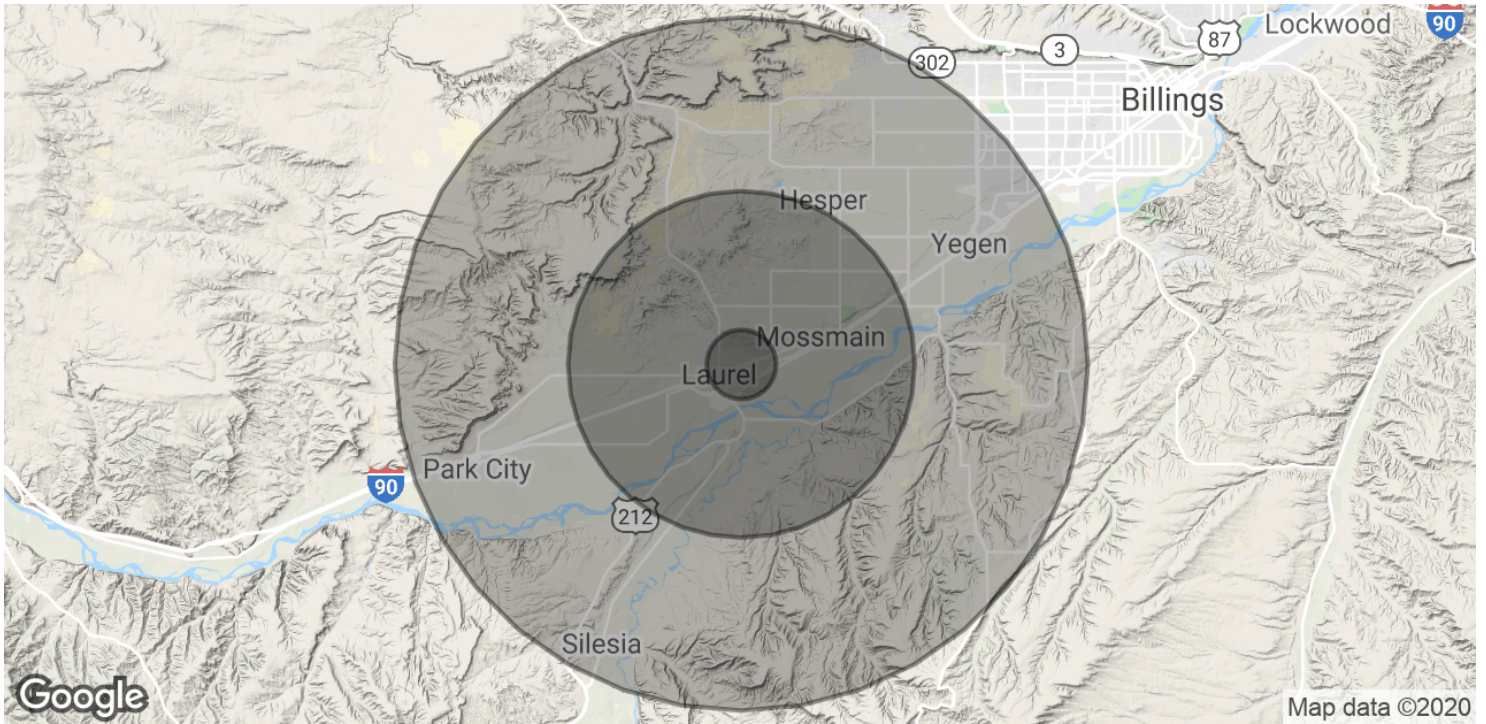 Lockwood
90
87
3
302
Billings
Hesper
Yegen
Mossmain
Laurel
Park City
90
212
Silesia
Google
Map data ©2020